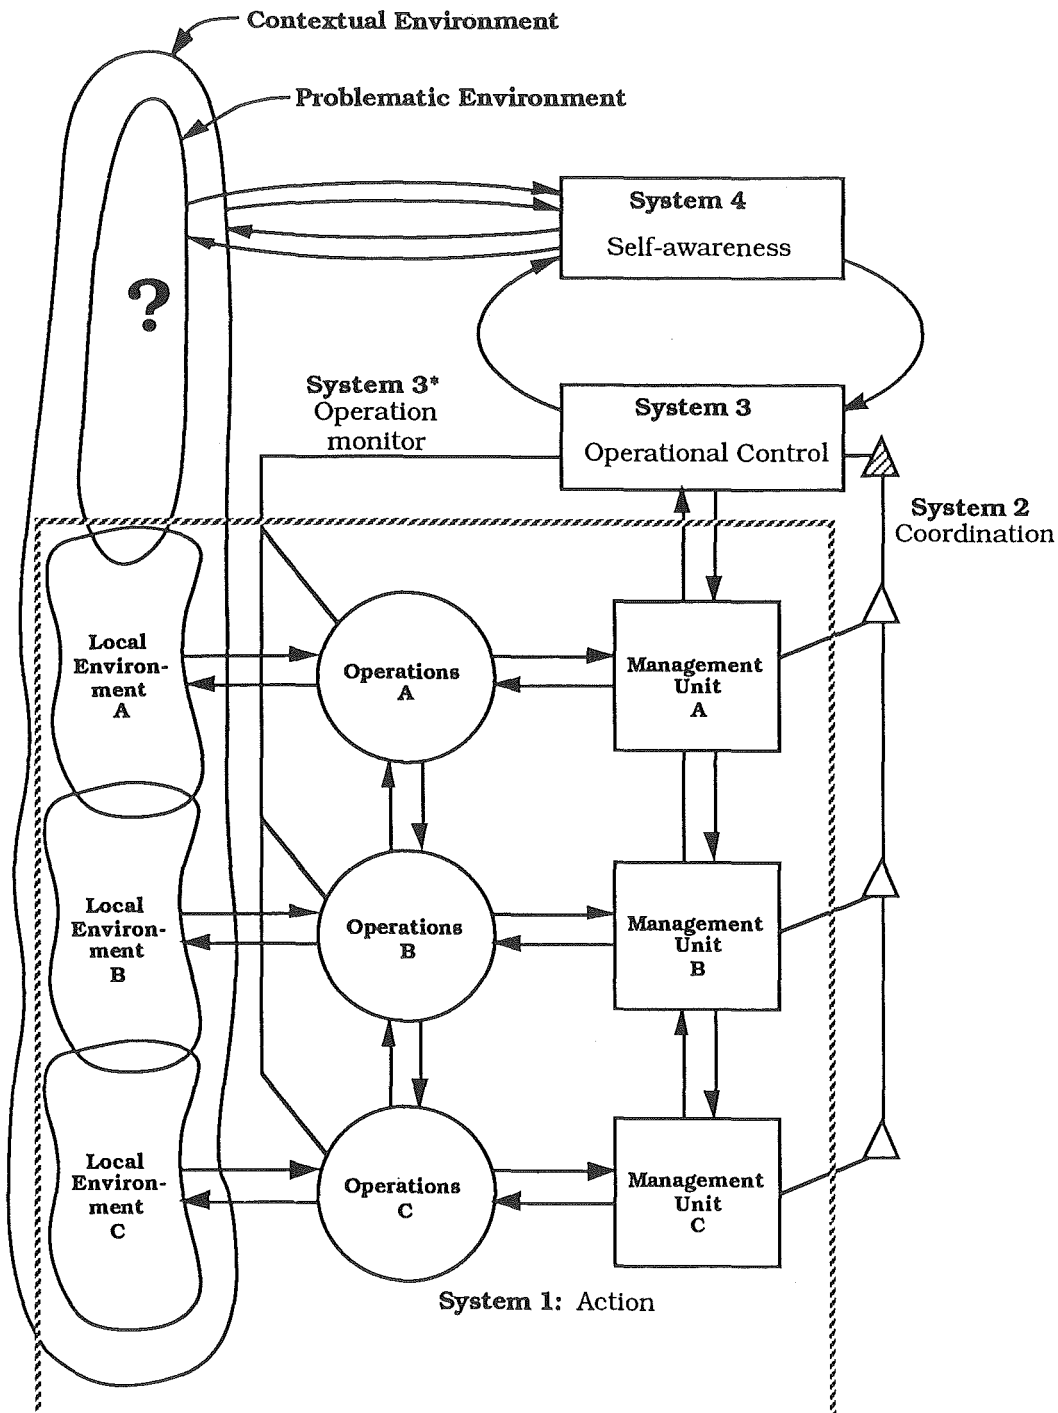 Contextual Environment
Problematic Environment
System 4
Self-awareness
?
System 3*
Operation
monitor
System 3
Operational Control
System 2
Coordination
Local
Environ-
ment
A
Operations
A
Management
Unit
A
Local
Environ-
ment
B
Operations
B
Management
Unit
B
Local
Environ-
ment
C
Operations
C
Management
Unit
C
System 1: Action